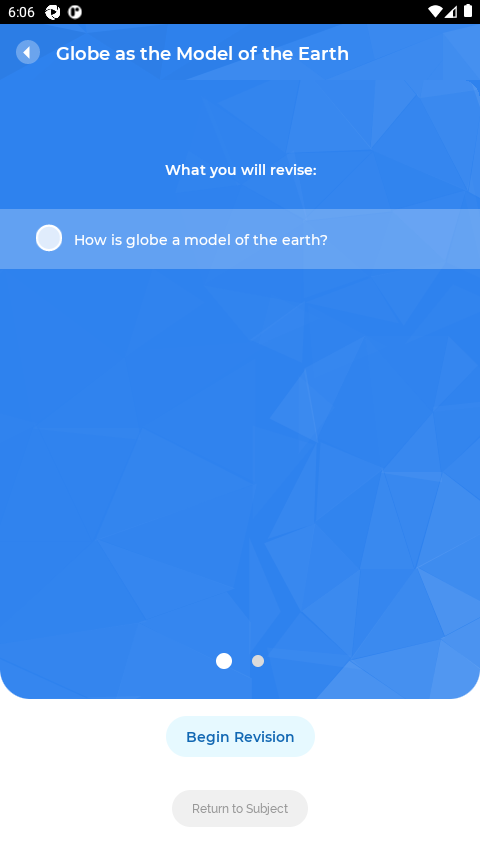 6:06
Globe as the Model of the Earth
What you will revise:
How is globe a model of the earth?
Begin Revision
Return to Subject